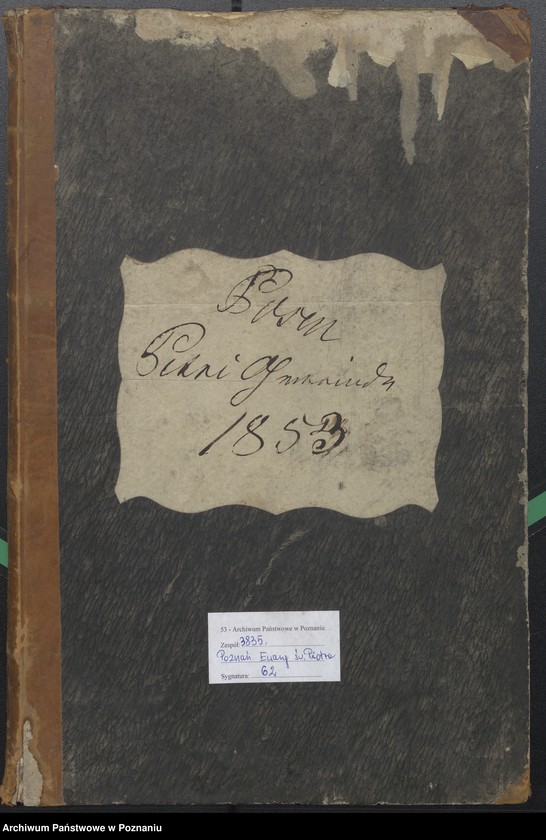 Posen
Petri Gemeinde
1853
53 - Archiwum Państwowe w Poznaniu
Zespół: 3835.
Poznań Ewang. św. Piotra
Sygnatura: 62
Archiwum Państwowe w Poznaniu